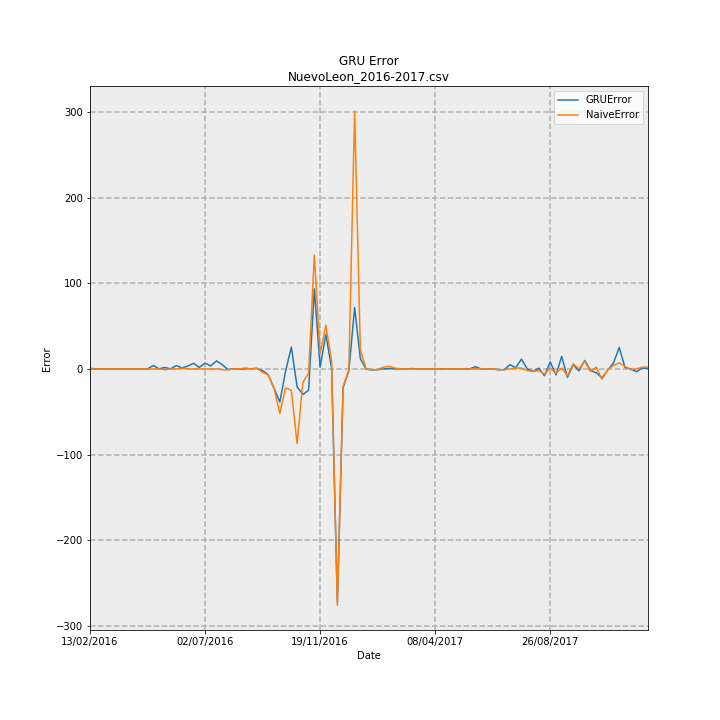 GRU Error
NuevoLeon_2016-2017.csv
GRUError
NaiveError
300
200
100
0
−100
−200
−300
Error
13/02/2016 02/07/2016 19/11/2016 08/04/2017 26/08/2017
Date